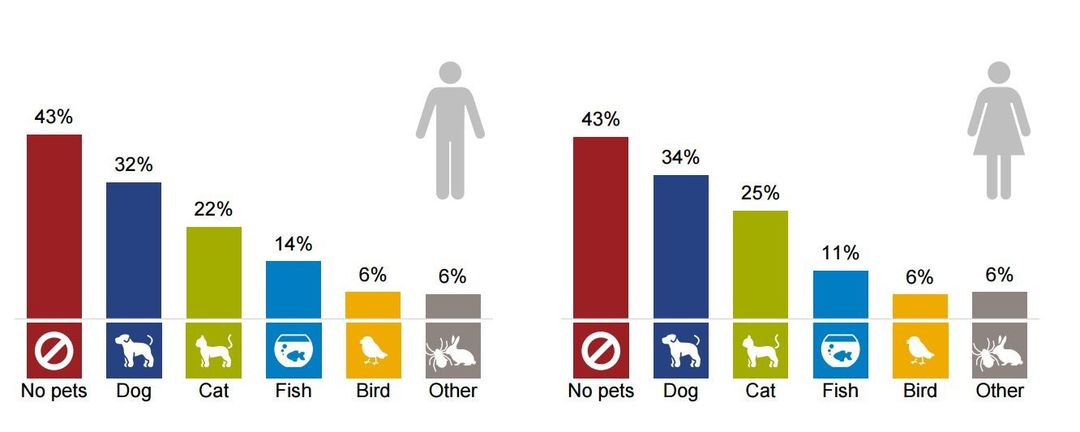 43%
32%
22%
14%
6%
6%
No pets
Dog
Cat
Fish
Bird
Other
43%
34%
25%
11%
6%
6%
No pets
Dog
Cat
Fish
Bird
Other